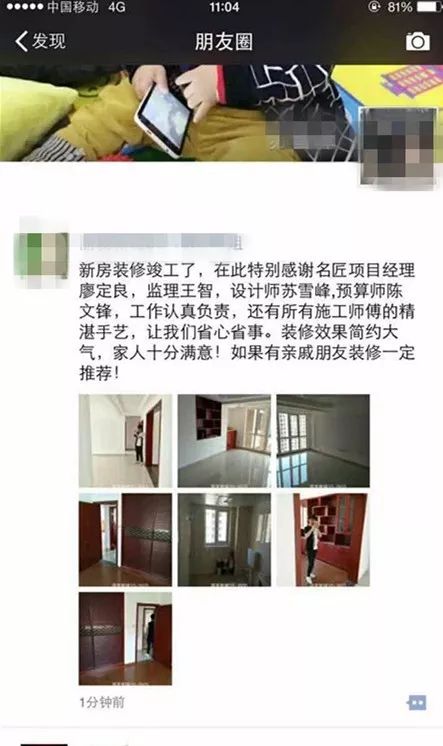 中国移动 4G 11:04 81%
发现 朋友圈
新房装修竣工了，在此特别感谢名匠项目经理
廖定良，监理王智，设计师苏雪峰,预算师陈
文锋，工作认真负责，还有所有施工师傅的精
湛手艺，让我们省心省事。装修效果简约大
气，家人十分满意！如果有亲戚朋友装修一定
推荐！
1分钟前